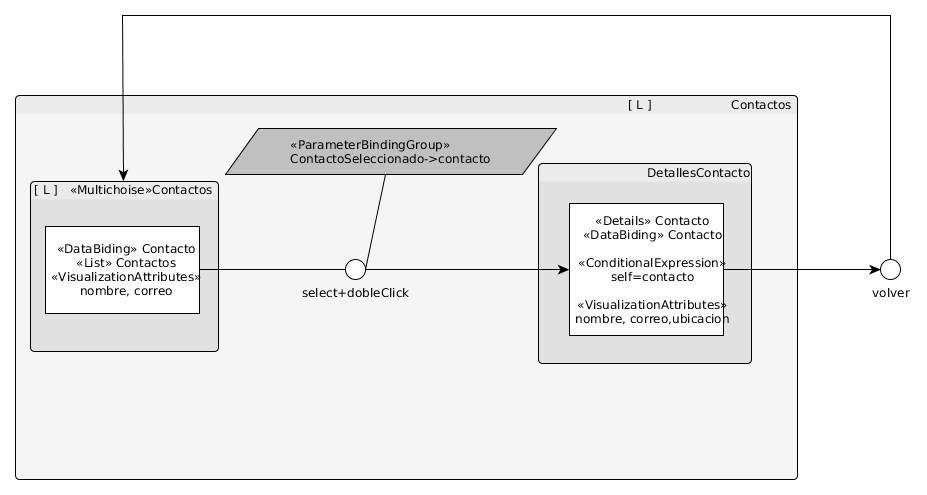 [ L ] Contactos
«ParameterBindingGroup»
ContactoSeleccionado->contacto
[ L ] «Multichoise»Contactos
«DataBiding» Contacto
«List» Contactos
«VisualizationAttributes»
nombre, correo
select+dobleClick
DetallesContacto
«Details» Contacto
«DataBiding» Contacto
«ConditionalExpression»
self=contacto
«VisualizationAttributes»
nombre, correo,ubicacion
volver